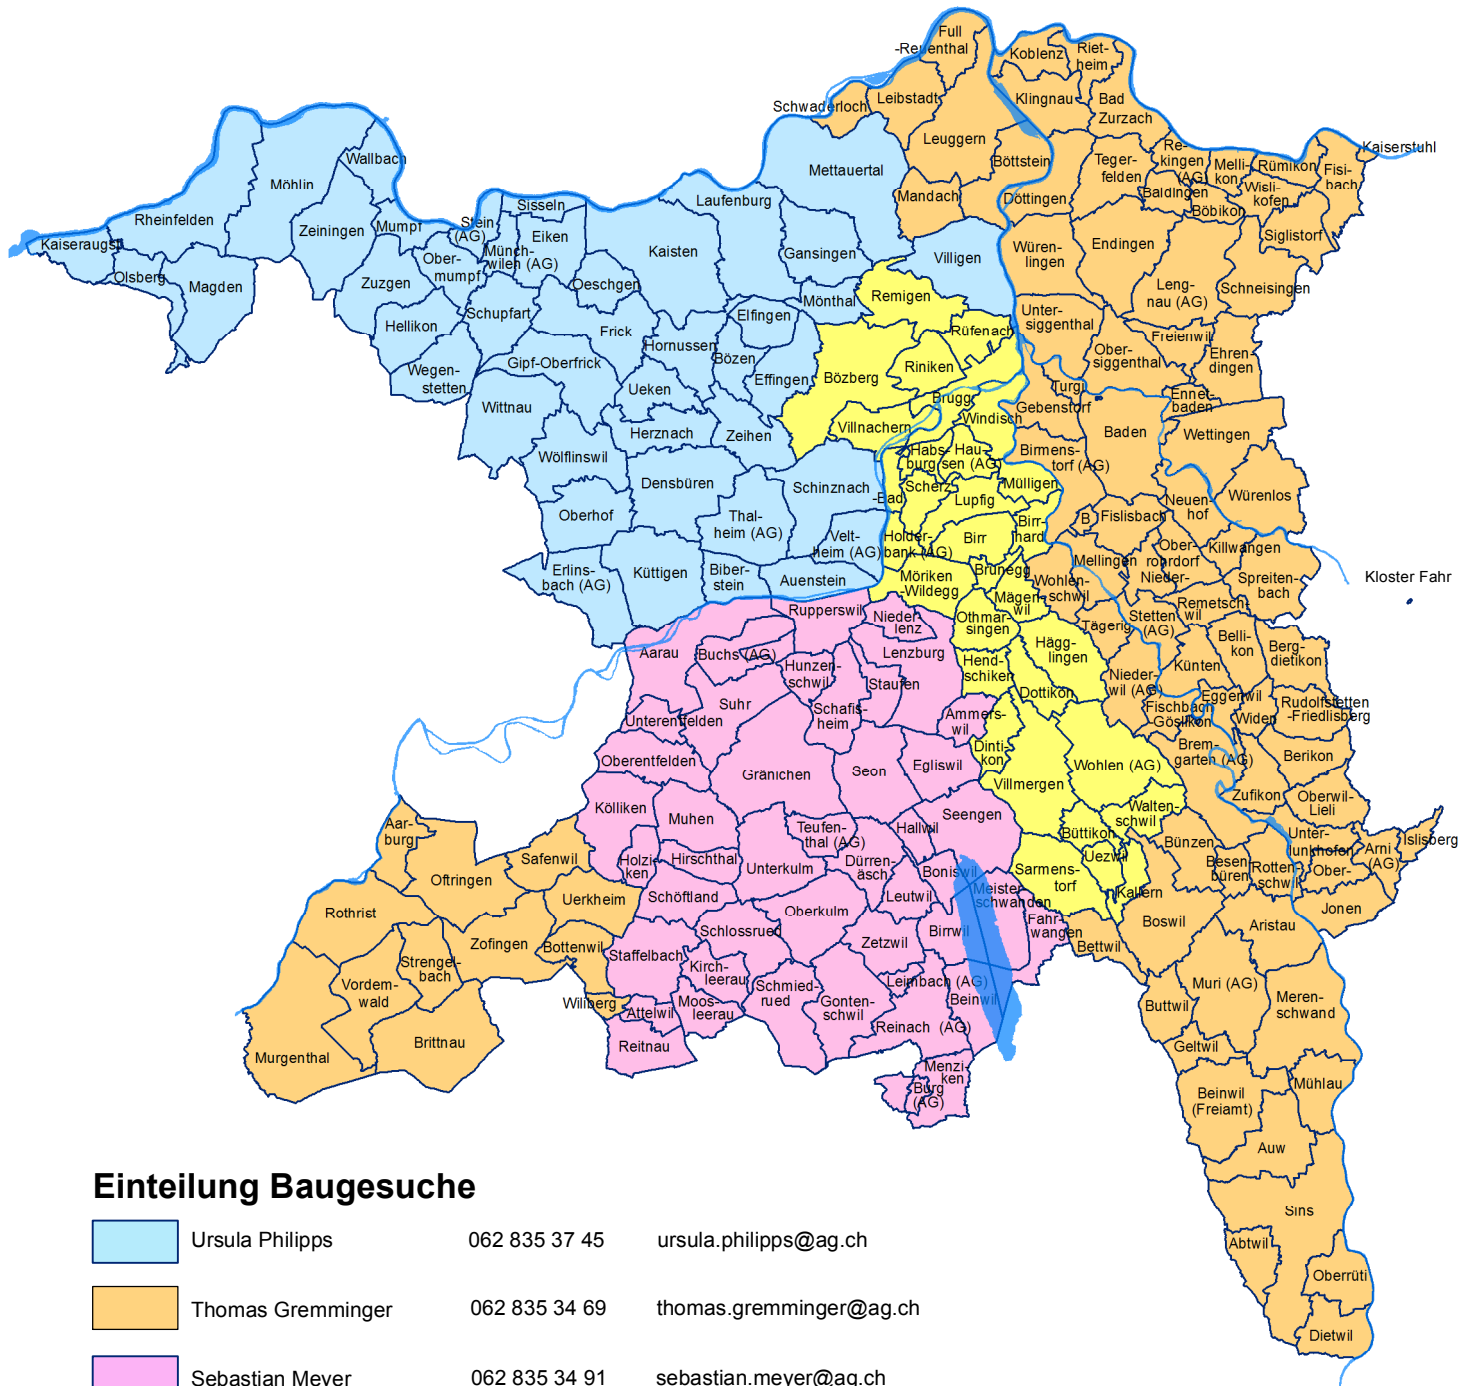 Full
-Reuenthal
Koblenz
Riet-
heim
Schwaderloch
Leibstadt
Klingnau
Bad
Zurzach
Leuggern
Böttstein
Teger-
felden
Re-
kingen
(AG)
Melli-
kon
Rümikon
Fisi-
bach
Kaiserstuhl
Wisli-
kofen
Baldingen
Böbikon
Siglistorf
Mandach
Döttingen
Mettauertal
Wallbach
Möhlin
Rheinfelden
Kaiseraugst
Olsberg
Magden
Zeiningen
Mumpf
Stein
(AG)
Sisseln
Münch-
wilen (AG)
Eiken
Ober-
mumpf
Zuzgen
Laufenburg
Kaisten
Gansingen
Villigen
Würen-
lingen
Endingen
Leng-
nau (AG)
Schneisingen
Oeschgen
Mönthal
Remigen
Hellikon
Schupfart
Frick
Elfingen
Rüfenach
Unter-
siggenthal
Freienwil
Ehren-
dingen
Ober-
siggenthal
Hornussen
Bözen
Effingen
Bözberg
Riniken
Wegen-
stetten
Gipf-Oberfrick
Ueken
Wittnau
Herznach
Zeihen
Villnachern
Brugg
Windisch
Turgi
Gebenstorf
Ennet-
baden
Baden
Wettingen
Wölflinswil
Densbüren
Schinznach
-Bad
Habs-
burg
Hau-
sen (AG)
Birmens-
torf (AG)
Scherz
Lupfig
Mülligen
Neuen-
hof
Würenlos
Oberhof
Thal-
heim (AG)
Velt-
heim (AG)
Holder-
bank (AG)
Birr
Birr-
hard
B
Fislisbach
Mellingen
Ober-
rohrdorf
Nieder-
Killwangen
Spreiten-
bach
Kloster Fahr
Erlins-
bach (AG)
Küttigen
Biber-
stein
Auenstein
Möriken
-Wildegg
Brunegg
Mägen-
wil
Wohlen-
schwil
Remetsch-
wil
Stetten
(AG)
Tägerig
Rupperswil
Nieder-
lenz
Othmar-
singen
Aarau
Buchs (AG)
Hunzen-
schwil
Lenzburg
Staufen
Hend-
schiken
Hägg-
lingen
Dottikon
Nieder-
wil (AG)
Künten
Belli-
kon
Berg-
dietikon
Suhr
Schafis-
heim
Ammers-
wil
Fischbach
-Göslikon
Eggenwil
Widen
Rudolfstetten
-Friedlisberg
Unterentfelden
Oberentfelden
Gränichen
Seon
Egliswil
Dinti-
kon
Villmergen
Wohlen (AG)
Brem-
garten (AG)
Berikon
Zufikon
Oberwil-
Lieli
Kölliken
Muhen
Teufen-
thal (AG)
Hallwil
Seengen
Walten-
schwil
Büttikon
Uezwil
Bünzen
Unter-
lunkhofen
Ober-
Arni
(AG)
Islisberg
Aar-
burg
Safenwil
Oftringen
Holzi-
ken
Hirschthal
Unterkulm
Dürren-
äsch
Boniswil
Leutwil
Meister-
schwanden
Sarmens-
torf
Kallern
Besen-
büren
Rotten-
schwil
Jonen
Rothrist
Uerkheim
Schöftland
Oberkulm
Fahr-
wangen
Boswil
Aristau
Bettwil
Zofingen
Bottenwil
Strengel-
bach
Staffelbach
Schlossrued
Zetzwil
Birrwil
Vordem-
wald
Wiliberg
Kirch-
leerau
Moos-
leerau
Schmied-
rued
Gonten-
schwil
Leimbach (AG)
Beinwil
Attelwil
Reitnau
Reinach (AG)
Muri (AG)
Buttwil
Meren-
schwand
Murgenthal
Brittnau
Geltwil
Menzi-
ken
Burg
(AG)
Beinwil
(Freiamt)
Mühlau
Auw
Sins
Abtwil
Oberrüti
Dietwil
Einteilung Baugesuche
Ursula Philipps 062 835 37 45 ursula.philipps@ag.ch
Thomas Gremminger 062 835 34 69 thomas.gremminger@ag.ch
Sebastian Meyer 062 835 34 91 sebastian.meyer@ag.ch